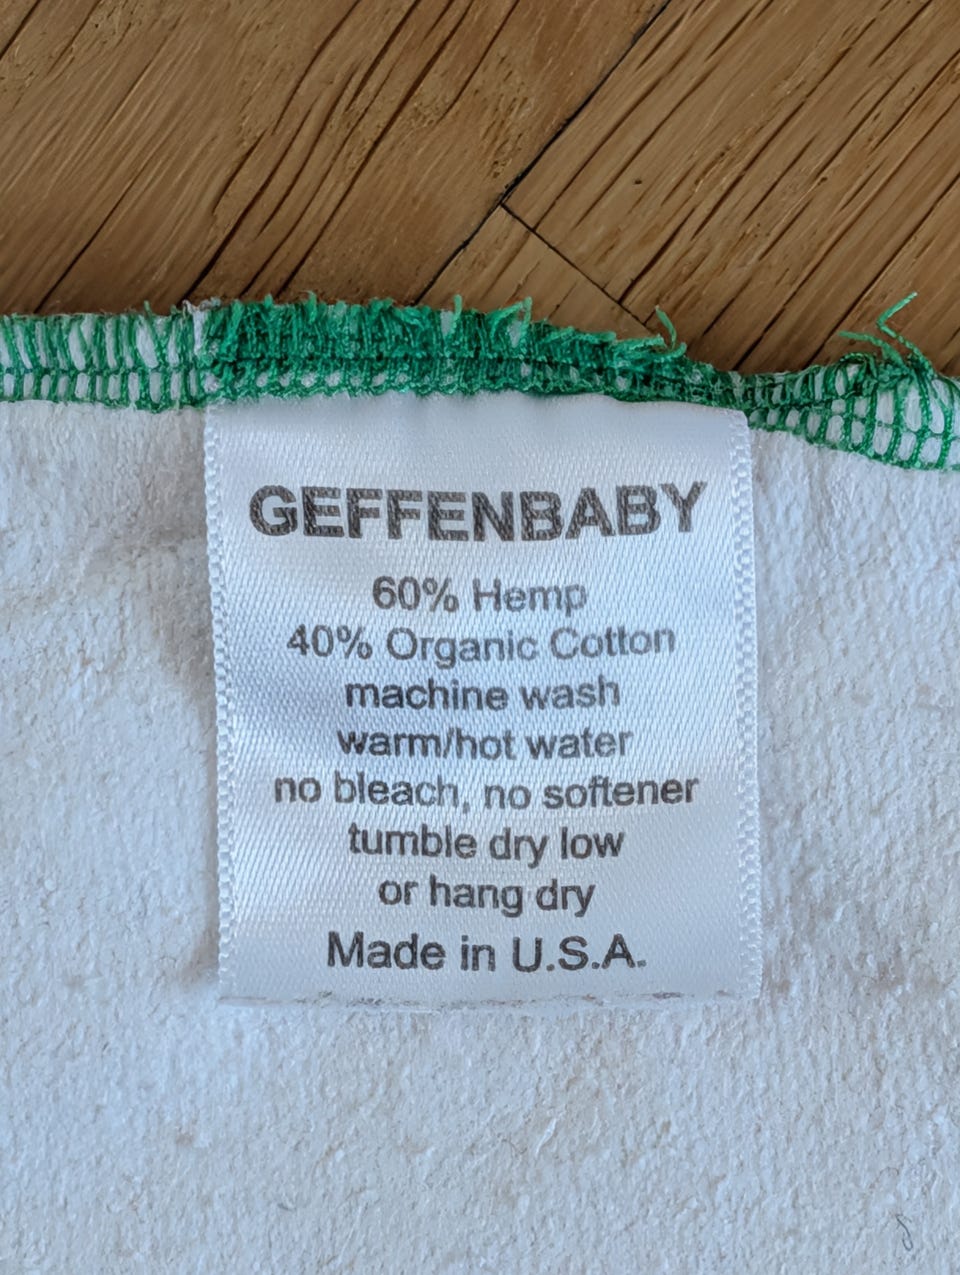 GEFFENBABY
60% Hemp
40% Organic Cotton
machine wash
warm/hot water
no bleach, no softener
tumble dry low
or hang dry
Made in U.S.A.